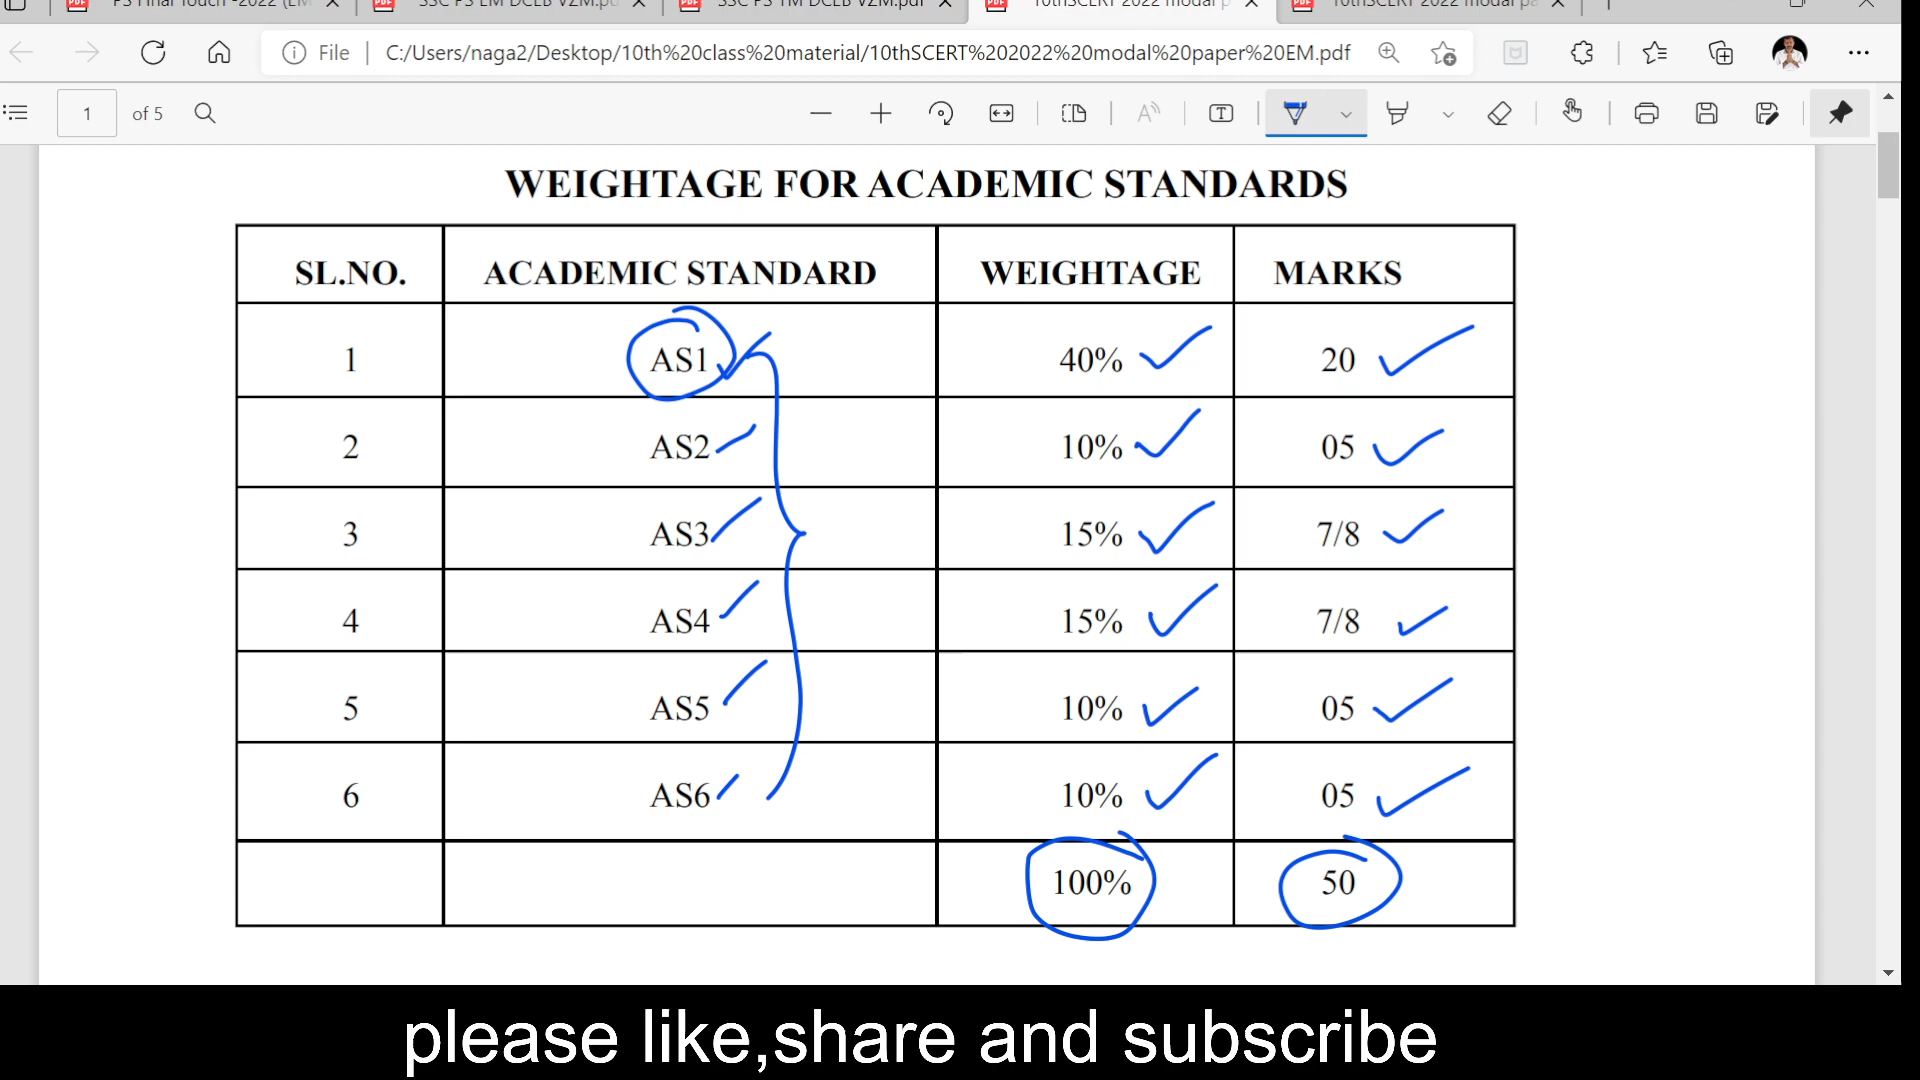 File C:/Users/naga2/Desktop/10th%20class%20material/10thSCERT%202022%20modal%20paper%20EM.pdf
1 of 5
WEIGHTAGE FOR ACADEMIC STANDARDS
SL.NO. ACADEMIC STANDARD WEIGHTAGE MARKS
1 AS1 40% 20
2 AS2 10% 05
3 AS3 15% 7/8
4 AS4 15% 7/8
5 AS5 10% 05
6 AS6 10% 05
100% 50
please like,share and subscribe